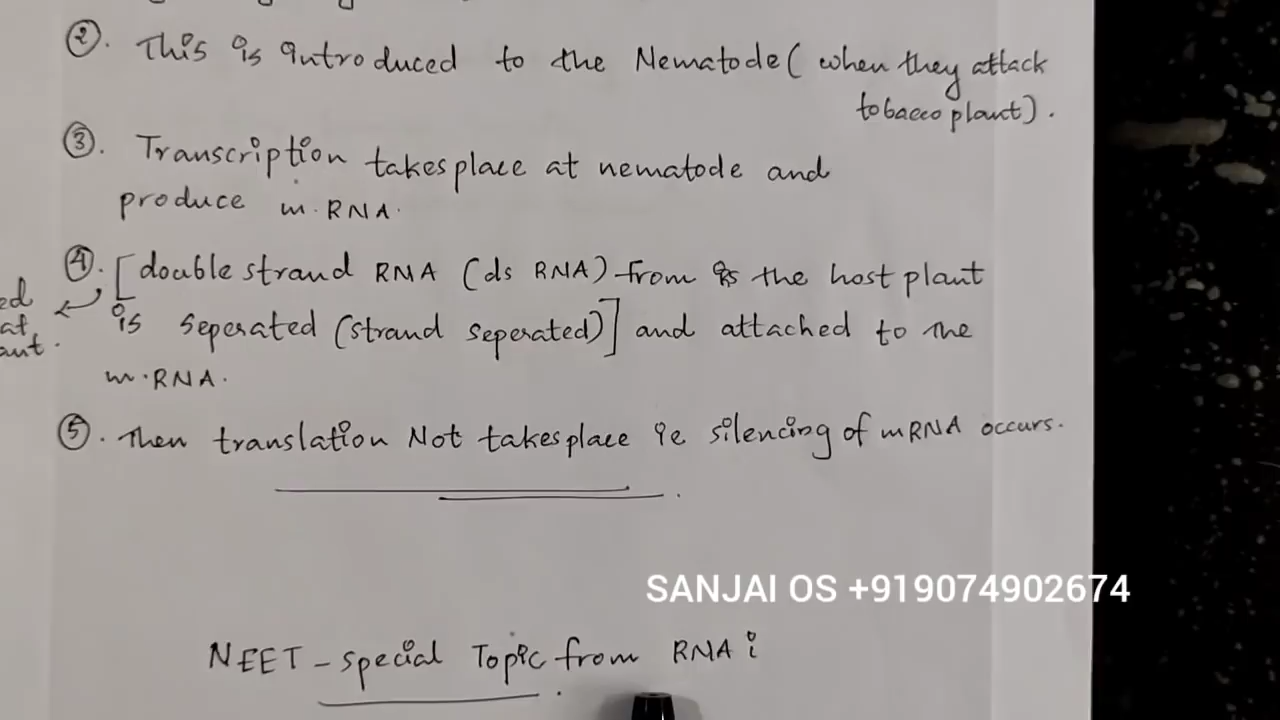 ②. This is introduced to the Nematode ( when they attack
tobacco plant).
③. Transcription takesplace at nematode and
produce m.RNA.
④. [double strand RNA (ds RNA) from is the host plant
is seperated (strand seperated)] and attached to the
m.RNA.
ed
at
ant.
⑤. Then translation Not takesplace ie silencing of mRNA occurs.
SANJAI OS +919074902674
NEET - special Topic from RNA i